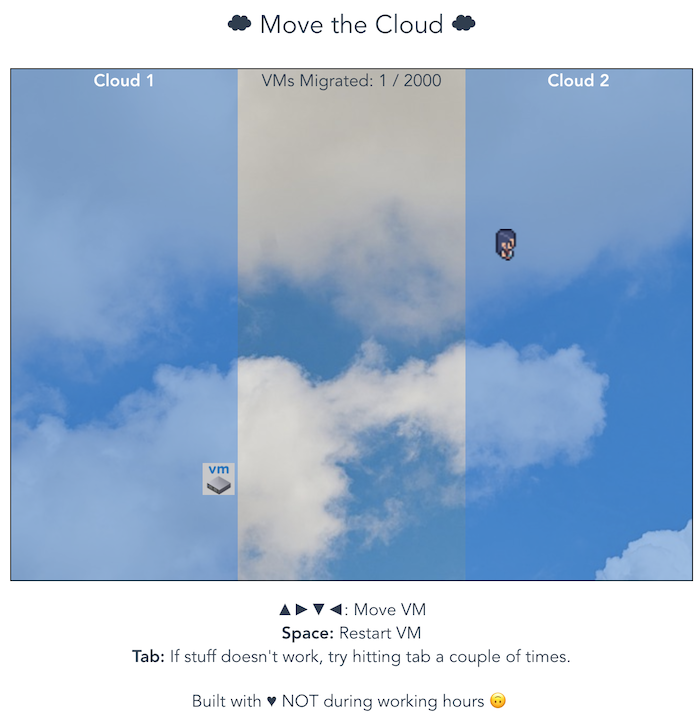 ☁ Move the Cloud ☁
Cloud 1
VMs Migrated: 1 / 2000
Cloud 2
vm
▲►▼◄: Move VM
Space: Restart VM
Tab: If stuff doesn't work, try hitting tab a couple of times.
Built with ♥ NOT during working hours 🙃